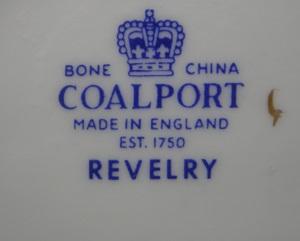 BONE CHINA
COALPORT
MADE IN ENGLAND
EST. 1750
REVELRY